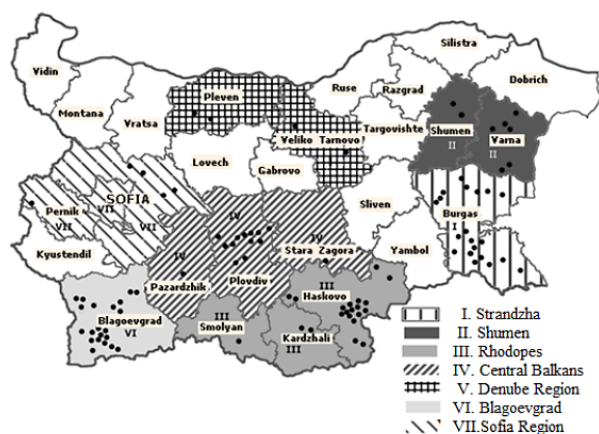 Silistra
Vidin
Dobrich
Ruse
Montana
Pleven
Razgrad
Vratsa
Veliko Tarnovo
Targovishte
Shumen
II
Varna
II
Lovech
Gabrovo
SOFIA
VII
Pernik
VII
VII
Sliven
Burgas
I
IV
IV
Stara Zagora
Yambol
Kyustendil
IV
Pazardzhik
Plovdiv
III
Haskovo
Blagoevgrad
VI
III
Smolyan
Kardzhali
III
I. Strandzha
II. Shumen
III. Rhodopes
IV. Central Balkans
V. Denube Region
VI. Blagoevgrad
VII.Sofia Region